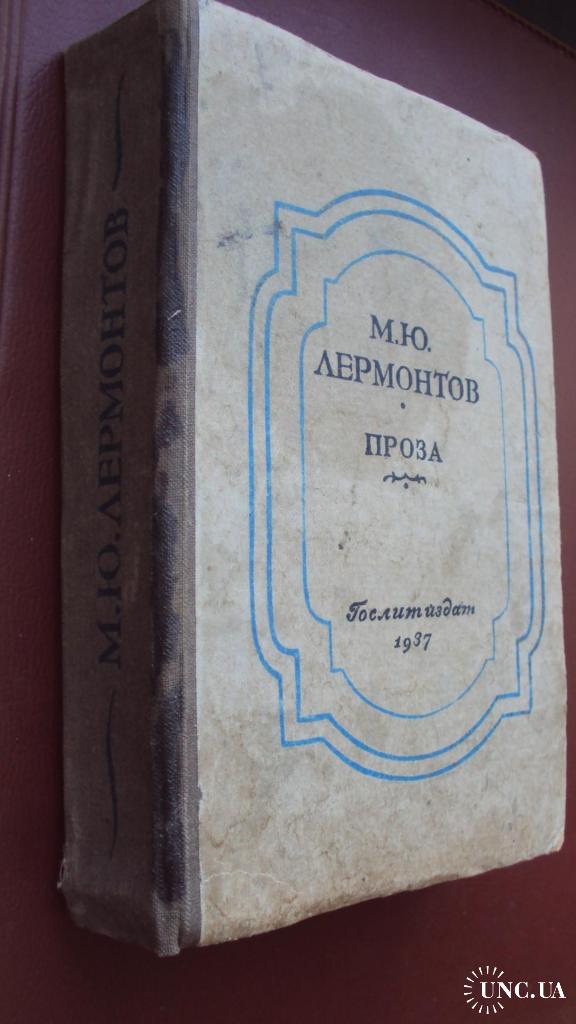 М.Ю. ЛЕРМОНТОВ
М.Ю.
ЛЕРМОНТОВ
ПРОЗА
Гослитиздат
1937
UNC.UA